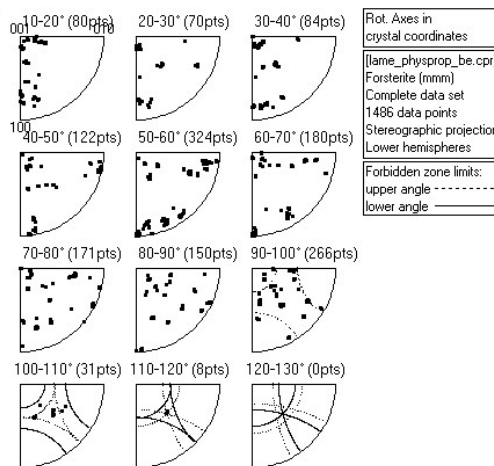 10-20° (80pts) 20-30° (70pts) 30-40° (84pts)
001 010
100
40-50° (122pts) 50-60° (324pts) 60-70° (180pts)
70-80° (171pts) 80-90° (150pts) 90-100° (266pts)
100-110° (31pts) 110-120° (8pts) 120-130° (0pts)
Rot. Axes in
crystal coordinates
[lame_physprop_be.cpr
Forsterite (mmm)
Complete data set
1486 data points
Stereographic projection
Lower hemispheres
Forbidden zone limits:
upper angle
lower angle